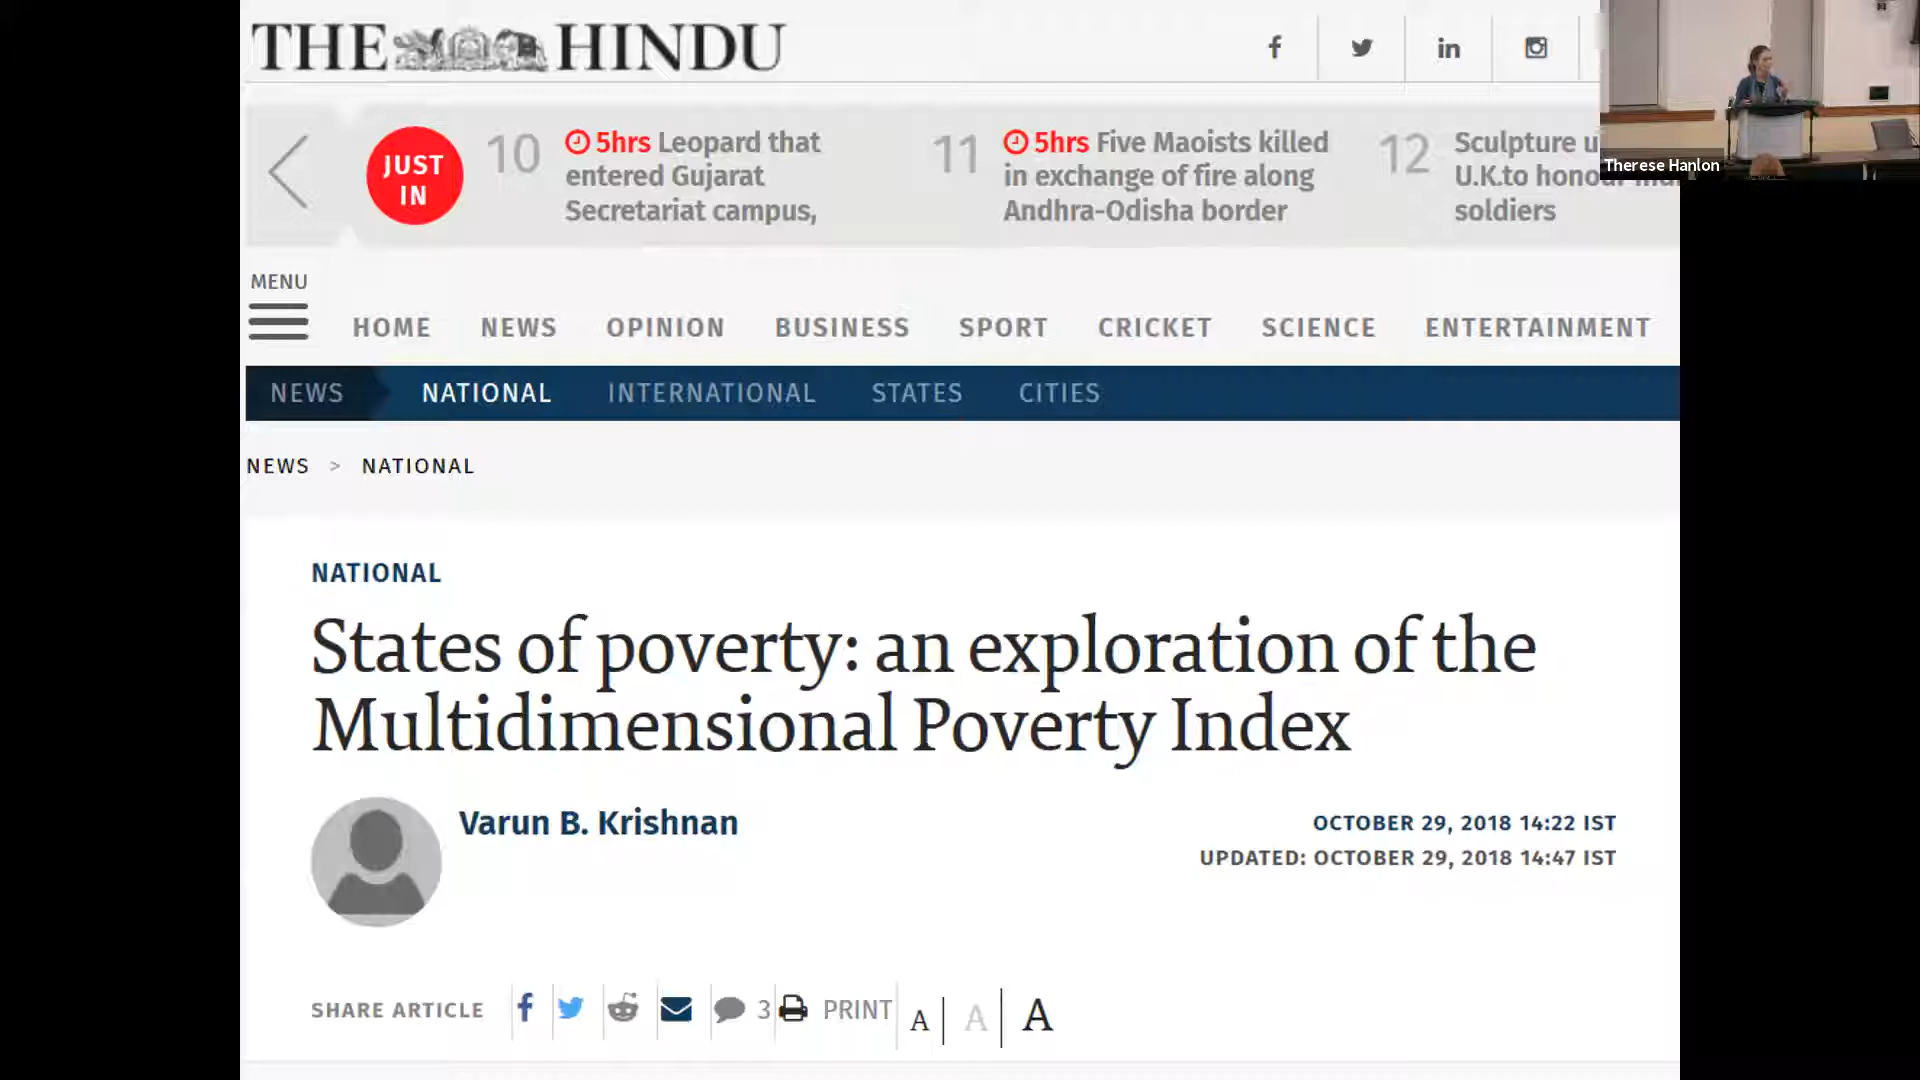 THE HINDU
JUST
IN
10
5hrs Leopard that
entered Gujarat
Secretariat campus,
11
5hrs Five Maoists killed
in exchange of fire along
Andhra-Odisha border
12
Sculpture
U.K.to
soldiers
Therese Hanlon
MENU
HOME NEWS OPINION BUSINESS SPORT CRICKET SCIENCE ENTERTAINMENT
NEWS NATIONAL INTERNATIONAL STATES CITIES
NEWS > NATIONAL
NATIONAL
States of poverty: an exploration of the
Multidimensional Poverty Index
Varun B. Krishnan
OCTOBER 29, 2018 14:22 IST
UPDATED: OCTOBER 29, 2018 14:47 IST
SHARE ARTICLE 3 PRINT A A A